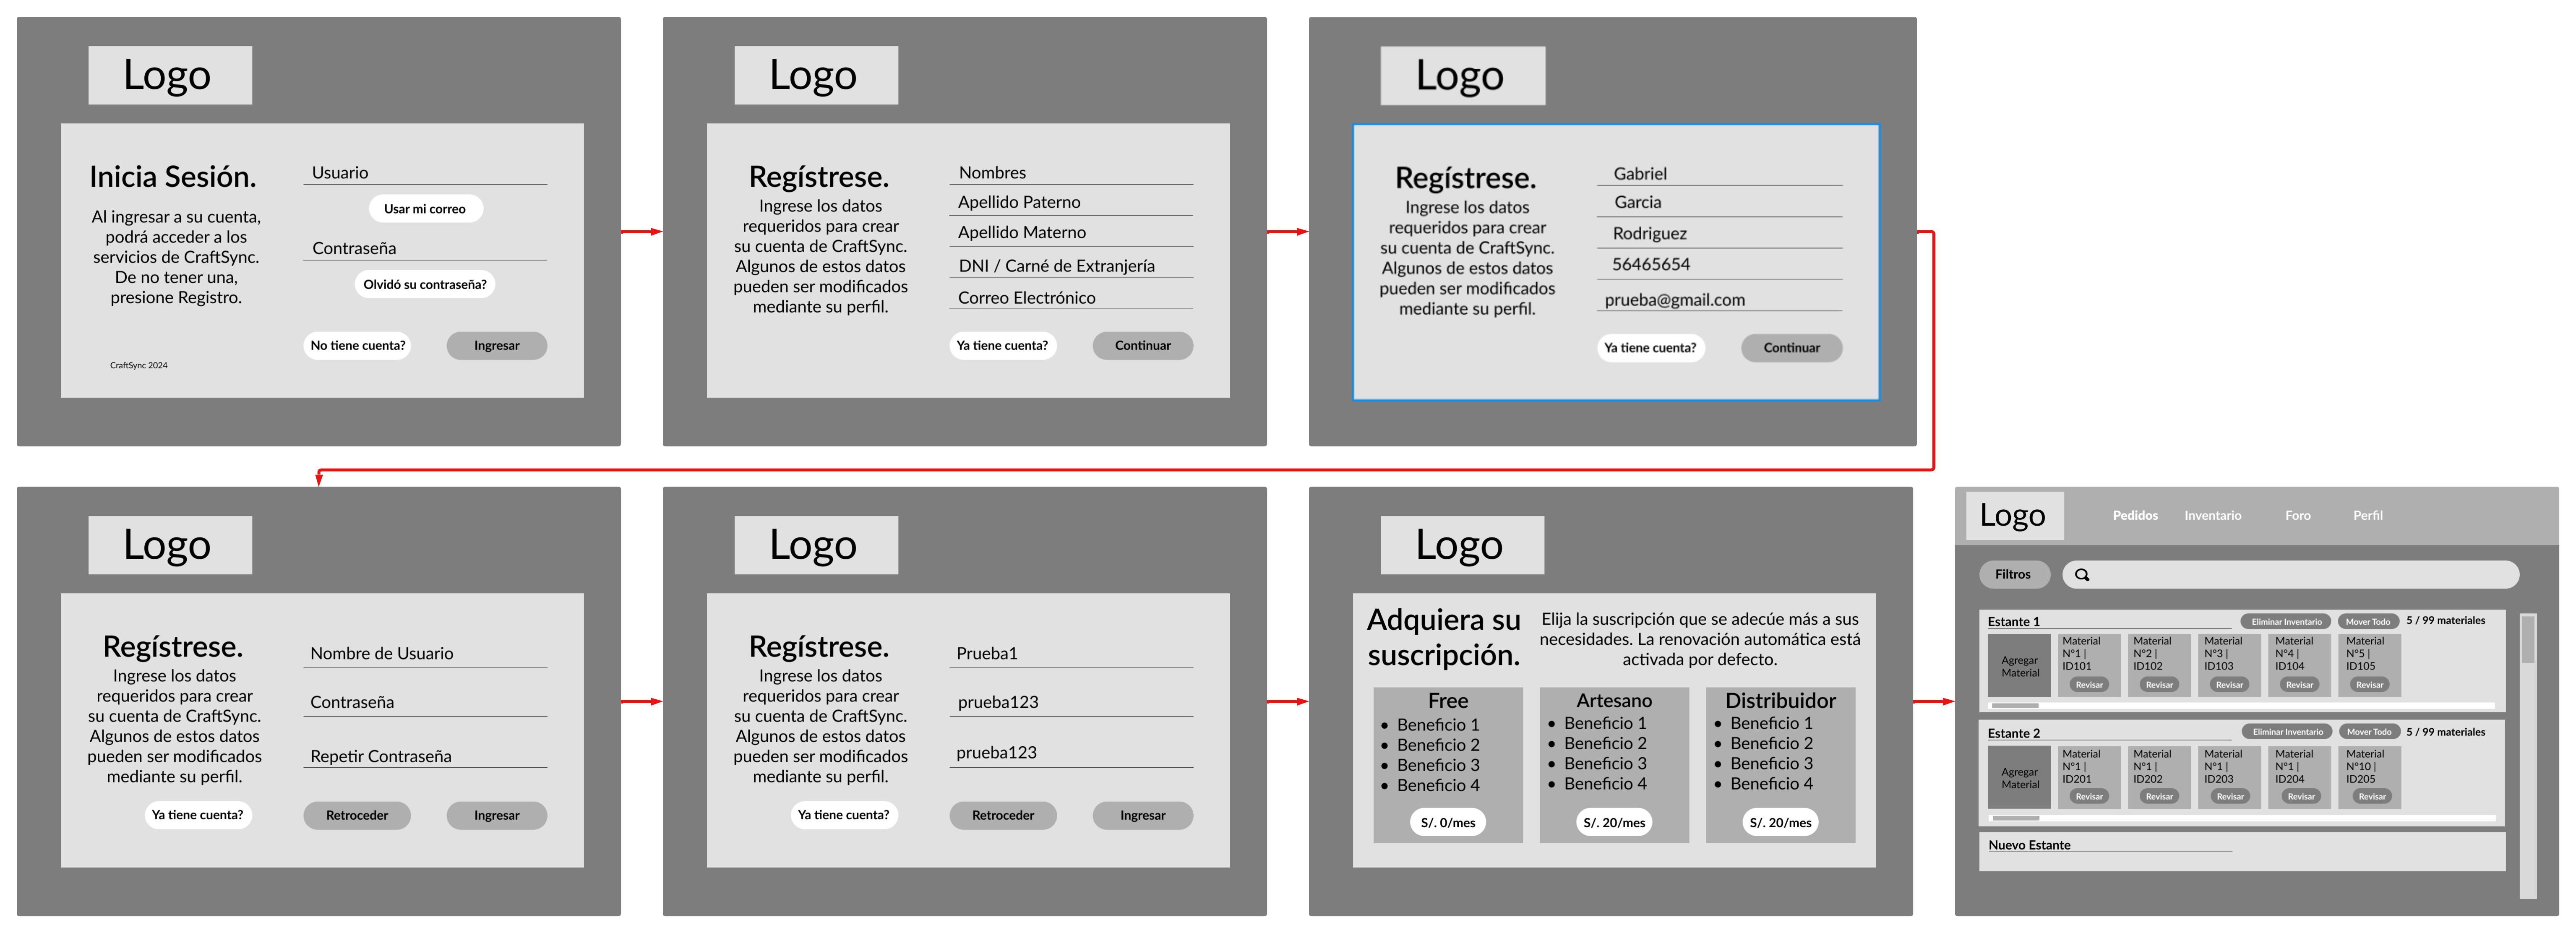 Logo
Inicia Sesión.
Al ingresar a su cuenta,
podrá acceder a los
servicios de CraftSync.
De no tener una,
presione Registro.
CraftSync 2024
Usuario
Usar mi correo
Contraseña
Olvidó su contraseña?
No tiene cuenta?
Ingresar
Logo
Regístrese.
Ingrese los datos
requeridos para crear
su cuenta de CraftSync.
Algunos de estos datos
pueden ser modificados
mediante su perfil.
Nombres
Apellido Paterno
Apellido Materno
DNI / Carné de Extranjería
Correo Electrónico
Ya tiene cuenta?
Continuar
Logo
Regístrese.
Ingrese los datos
requeridos para crear
su cuenta de CraftSync.
Algunos de estos datos
pueden ser modificados
mediante su perfil.
Gabriel
Garcia
Rodriguez
56465654
prueba@gmail.com
Ya tiene cuenta?
Continuar
Logo
Regístrese.
Ingrese los datos
requeridos para crear
su cuenta de CraftSync.
Algunos de estos datos
pueden ser modificados
mediante su perfil.
Nombre de Usuario
Contraseña
Repetir Contraseña
Ya tiene cuenta?
Retroceder
Ingresar
Logo
Regístrese.
Ingrese los datos
requeridos para crear
su cuenta de CraftSync.
Algunos de estos datos
pueden ser modificados
mediante su perfil.
Prueba1
prueba123
prueba123
Ya tiene cuenta?
Retroceder
Ingresar
Logo
Adquiera su
suscripción.
Elija la suscripción que se adecúe más a sus
necesidades. La renovación automática está
activada por defecto.
Free
• Beneficio 1
• Beneficio 2
• Beneficio 3
• Beneficio 4
S/. 0/mes
Artesano
• Beneficio 1
• Beneficio 2
• Beneficio 3
• Beneficio 4
S/. 20/mes
Distribuidor
• Beneficio 1
• Beneficio 2
• Beneficio 3
• Beneficio 4
S/. 20/mes
Logo
Pedidos
Inventario
Foro
Perfil
Filtros
Estante 1
Eliminar Inventario
Mover Todo
5 / 99 materiales
Agregar
Material
Material
N°1 |
ID101
Revisar
Material
N°2 |
ID102
Revisar
Material
N°3 |
ID103
Revisar
Material
N°4 |
ID104
Revisar
Material
N°5 |
ID105
Revisar
Estante 2
Eliminar Inventario
Mover Todo
5 / 99 materiales
Agregar
Material
Material
N°1 |
ID201
Revisar
Material
N°1 |
ID202
Revisar
Material
N°1 |
ID203
Revisar
Material
N°1 |
ID204
Revisar
Material
N°10 |
ID205
Revisar
Nuevo Estante